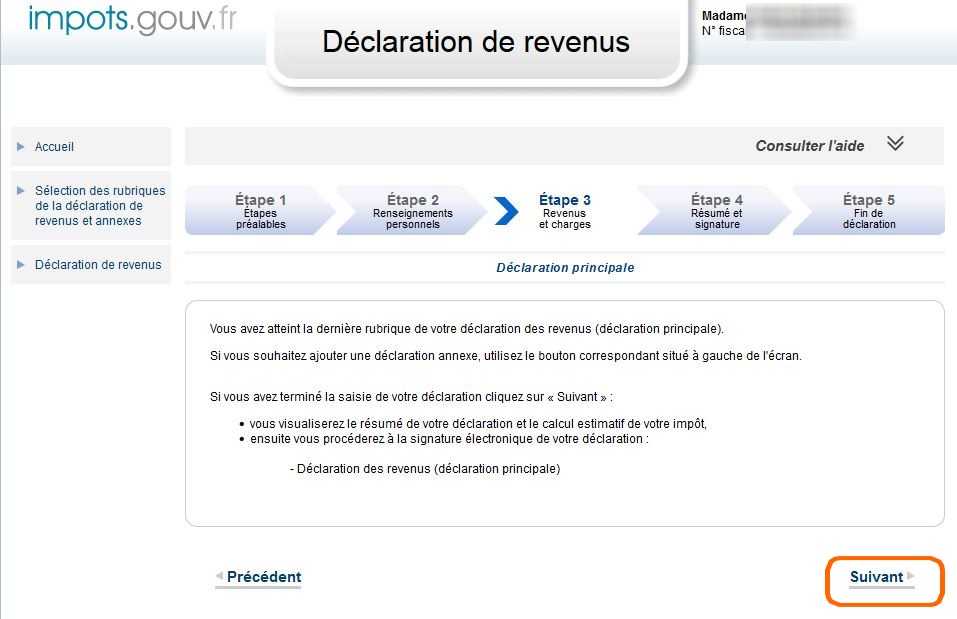 impots.gouv.fr
Déclaration de revenus
Madame
N° fisca
Accueil
Sélection des rubriques
de la déclaration de
revenus et annexes
Déclaration de revenus
Consulter l'aide
Étape 1
Étapes
préalables
Étape 2
Renseignements
personnels
Étape 3
Revenus
et charges
Étape 4
Résumé et
signature
Étape 5
Fin de
déclaration
Déclaration principale
Vous avez atteint la dernière rubrique de votre déclaration des revenus (déclaration principale).
Si vous souhaitez ajouter une déclaration annexe, utilisez le bouton correspondant situé à gauche de l'écran.
Si vous avez terminé la saisie de votre déclaration cliquez sur « Suivant » :
• vous visualiserez le résumé de votre déclaration et le calcul estimatif de votre impôt,
• ensuite vous procéderez à la signature électronique de votre déclaration :
- Déclaration des revenus (déclaration principale)
Précédent
Suivant